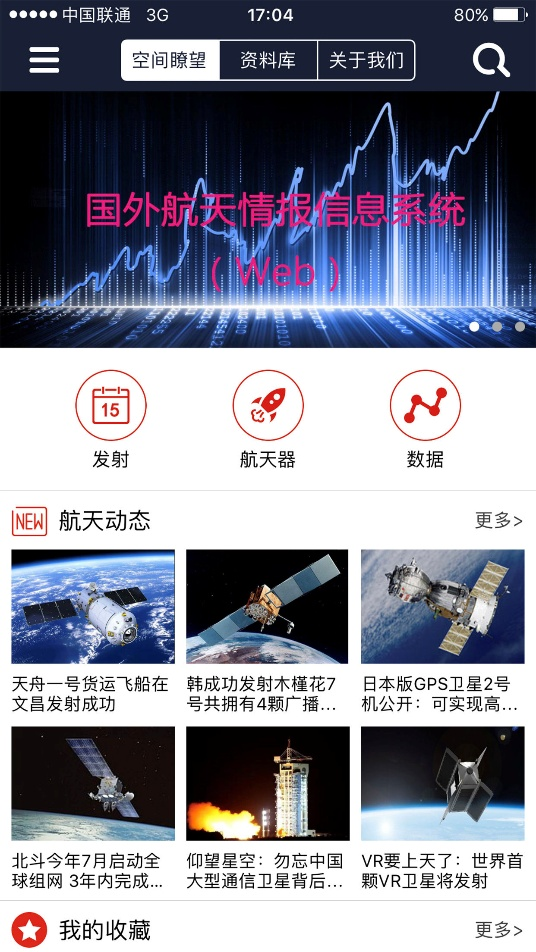 中国联通 3G 17:04 80%
空间瞭望 资料库 关于我们
国外航天情报信息系统
（Web）
15
发射 航天器 数据
NEW 航天动态 更多>
天舟一号货运飞船在
文昌发射成功
韩成功发射木槿花7
号共拥有4颗广播...
日本版GPS卫星2号
机公开：可实现高...
北斗今年7月启动全
球组网 3年内完成...
仰望星空：勿忘中国
大型通信卫星背后...
VR要上天了：世界首
颗VR卫星将发射
我的收藏 更多>